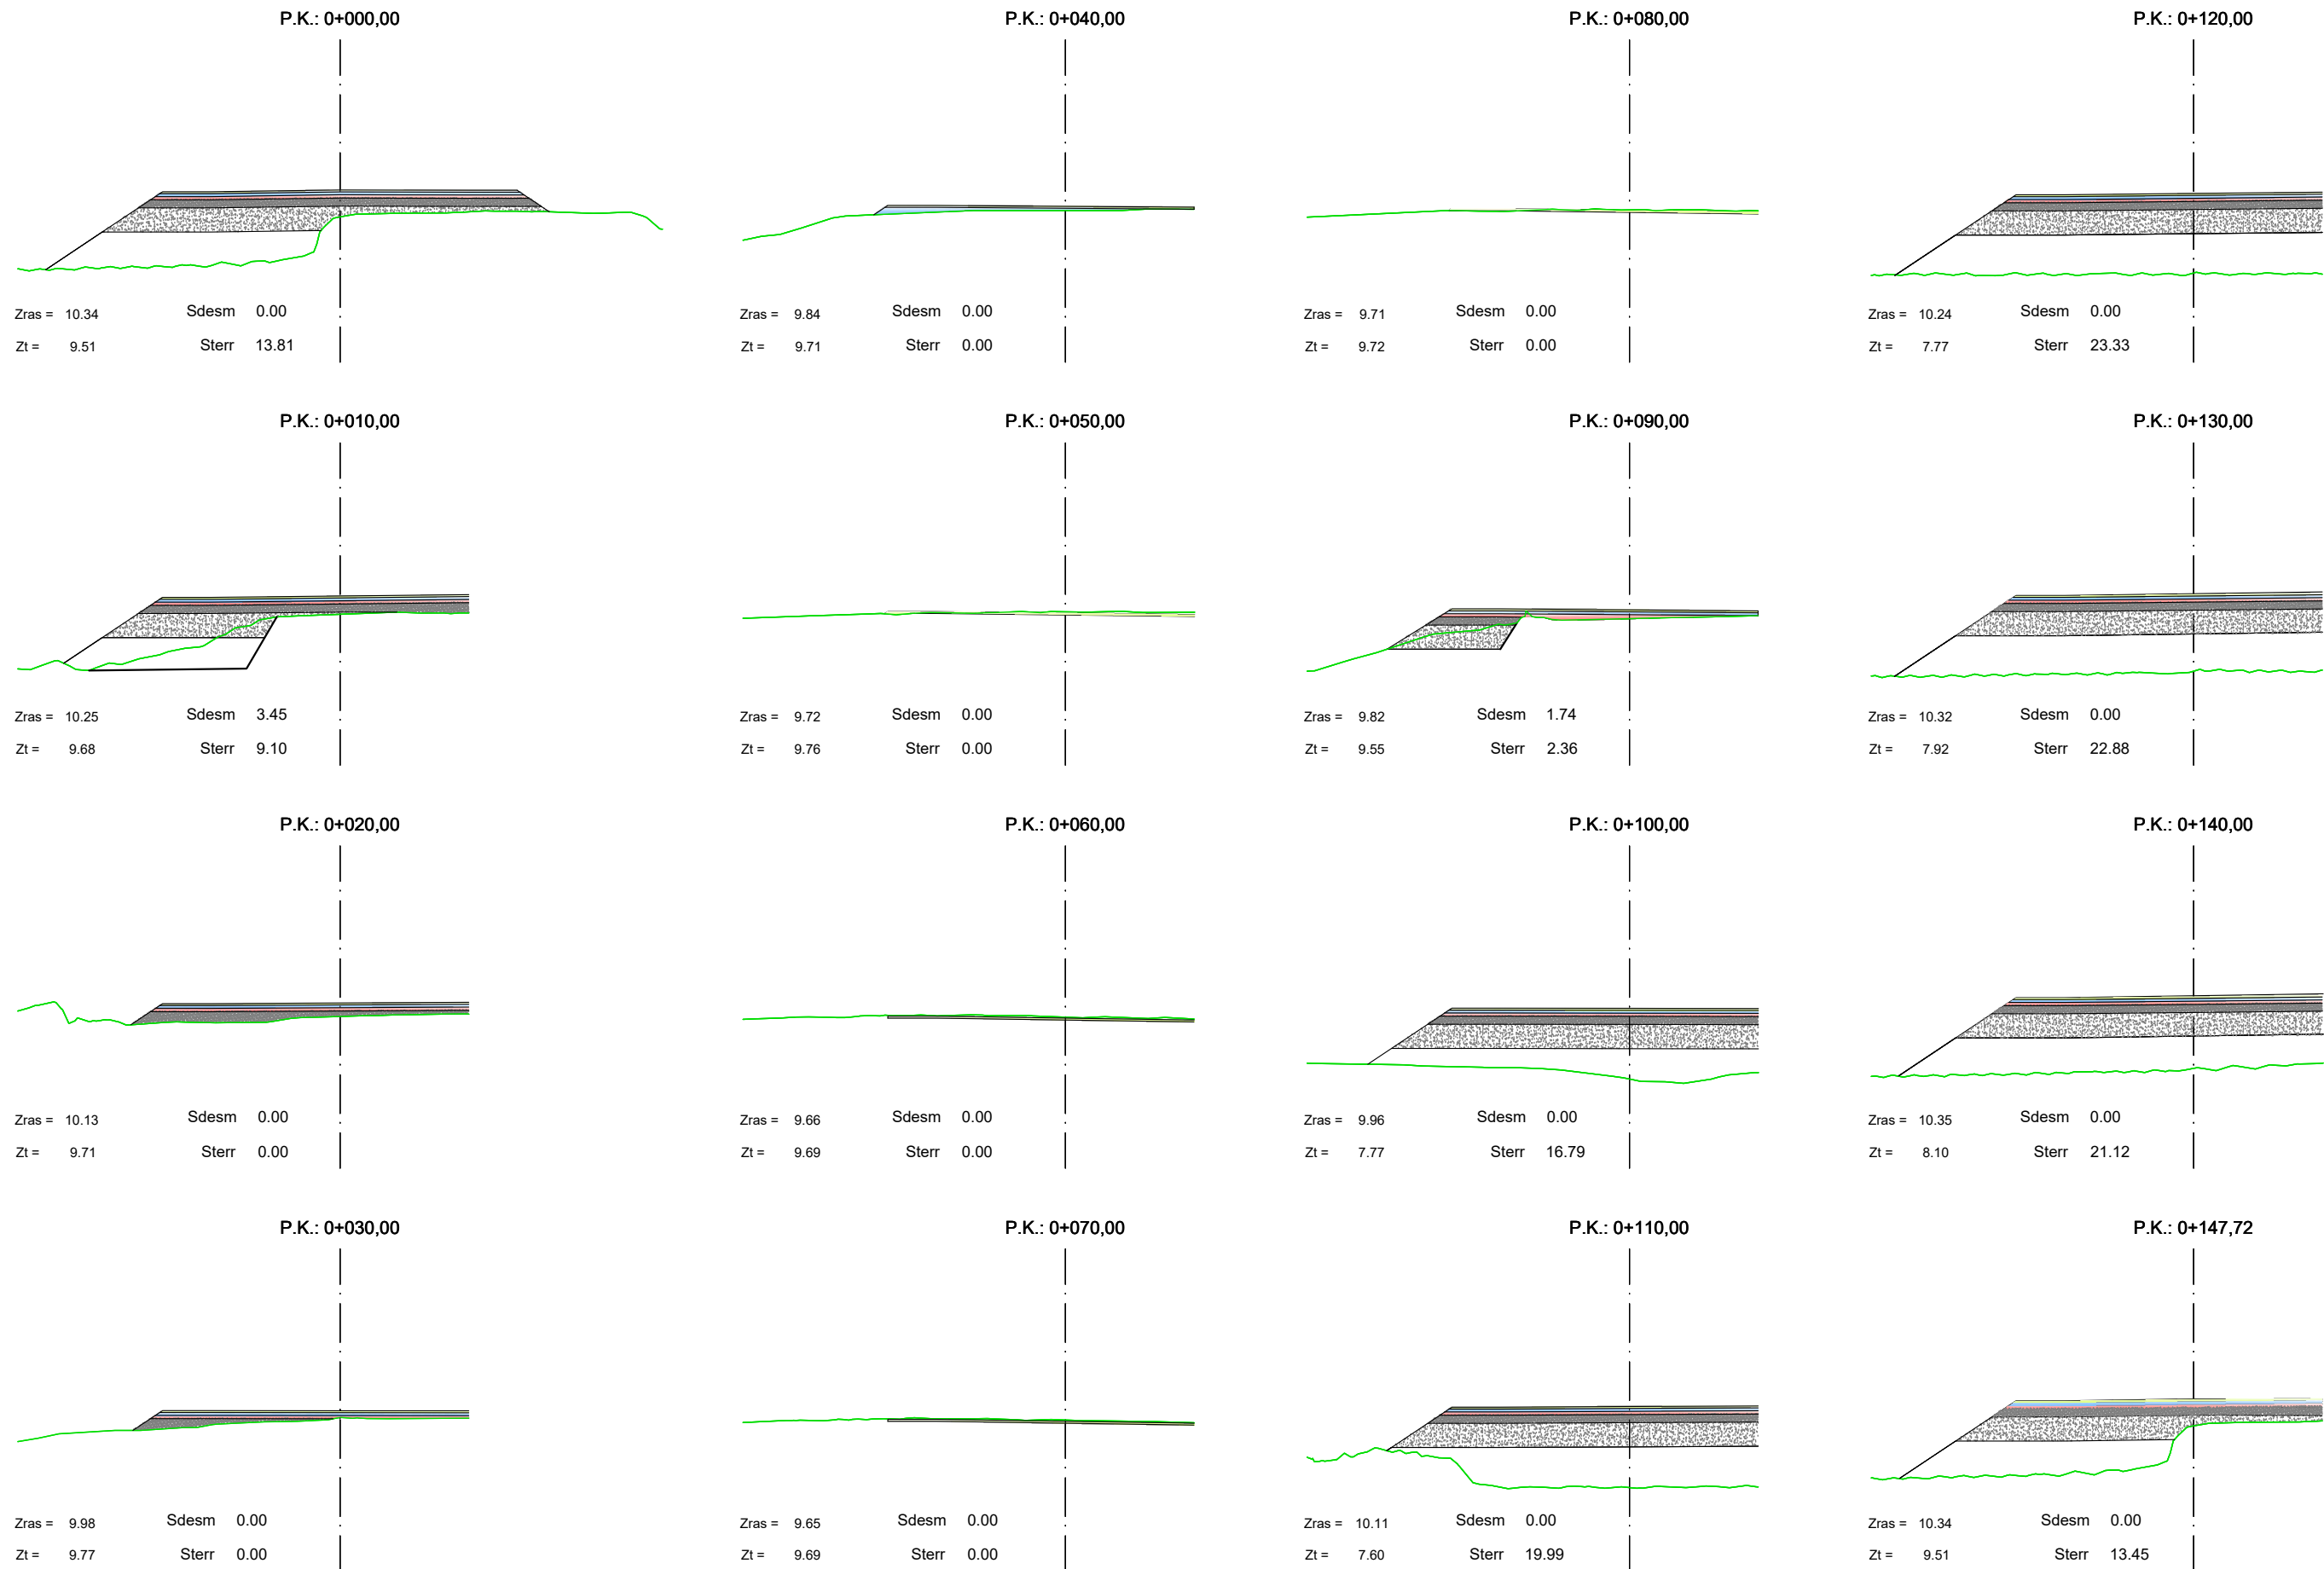 P.K.: 0+000,00
Zras = 10.34 Sdesm 0.00
Zt = 9.51 Sterr 13.81
P.K.: 0+010,00
Zras = 10.25 Sdesm 3.45
Zt = 9.68 Sterr 9.10
P.K.: 0+020,00
Zras = 10.13 Sdesm 0.00
Zt = 9.71 Sterr 0.00
P.K.: 0+030,00
Zras = 9.98 Sdesm 0.00
Zt = 9.77 Sterr 0.00
P.K.: 0+040,00
Zras = 9.84 Sdesm 0.00
Zt = 9.71 Sterr 0.00
P.K.: 0+050,00
Zras = 9.72 Sdesm 0.00
Zt = 9.76 Sterr 0.00
P.K.: 0+060,00
Zras = 9.66 Sdesm 0.00
Zt = 9.69 Sterr 0.00
P.K.: 0+070,00
Zras = 9.65 Sdesm 0.00
Zt = 9.69 Sterr 0.00
P.K.: 0+080,00
Zras = 9.71 Sdesm 0.00
Zt = 9.72 Sterr 0.00
P.K.: 0+090,00
Zras = 9.82 Sdesm 1.74
Zt = 9.55 Sterr 2.36
P.K.: 0+100,00
Zras = 9.96 Sdesm 0.00
Zt = 7.77 Sterr 16.79
P.K.: 0+110,00
Zras = 10.11 Sdesm 0.00
Zt = 7.60 Sterr 19.99
P.K.: 0+120,00
Zras = 10.24 Sdesm 0.00
Zt = 7.77 Sterr 23.33
P.K.: 0+130,00
Zras = 10.32 Sdesm 0.00
Zt = 7.92 Sterr 22.88
P.K.: 0+140,00
Zras = 10.35 Sdesm 0.00
Zt = 8.10 Sterr 21.12
P.K.: 0+147,72
Zras = 10.34 Sdesm 0.00
Zt = 9.51 Sterr 13.45